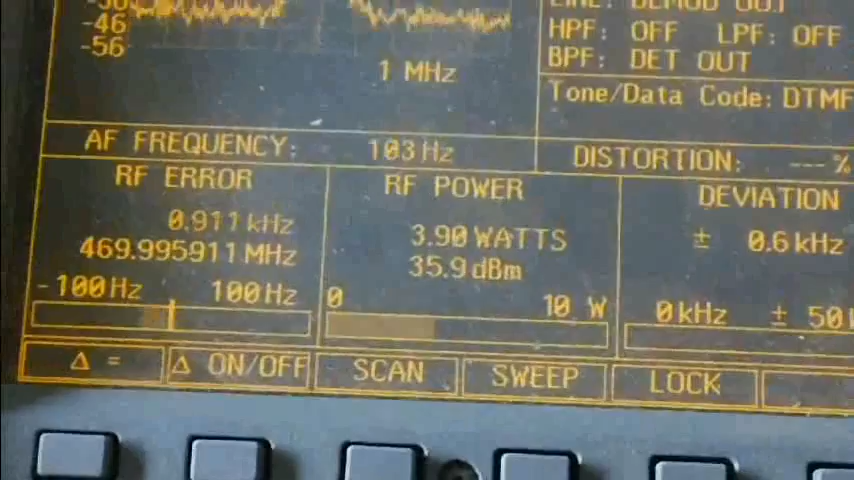 -46
-56
1 MHz
HPF: OFF LPF: OFF
BPF: DET OUT
Tone/Data Code: DTMF
AF FREQUENCY: 103 Hz
DISTORTION: ---%
RF ERROR
0.911 kHz
469.995911 MHz
-100 Hz 100 Hz
RF POWER
3.90 WATTS
35.9 dBm
0 10 W
DEVIATION
± 0.6 kHz
0 kHz ± 50
Δ = Δ ON/OFF SCAN SWEEP LOCK